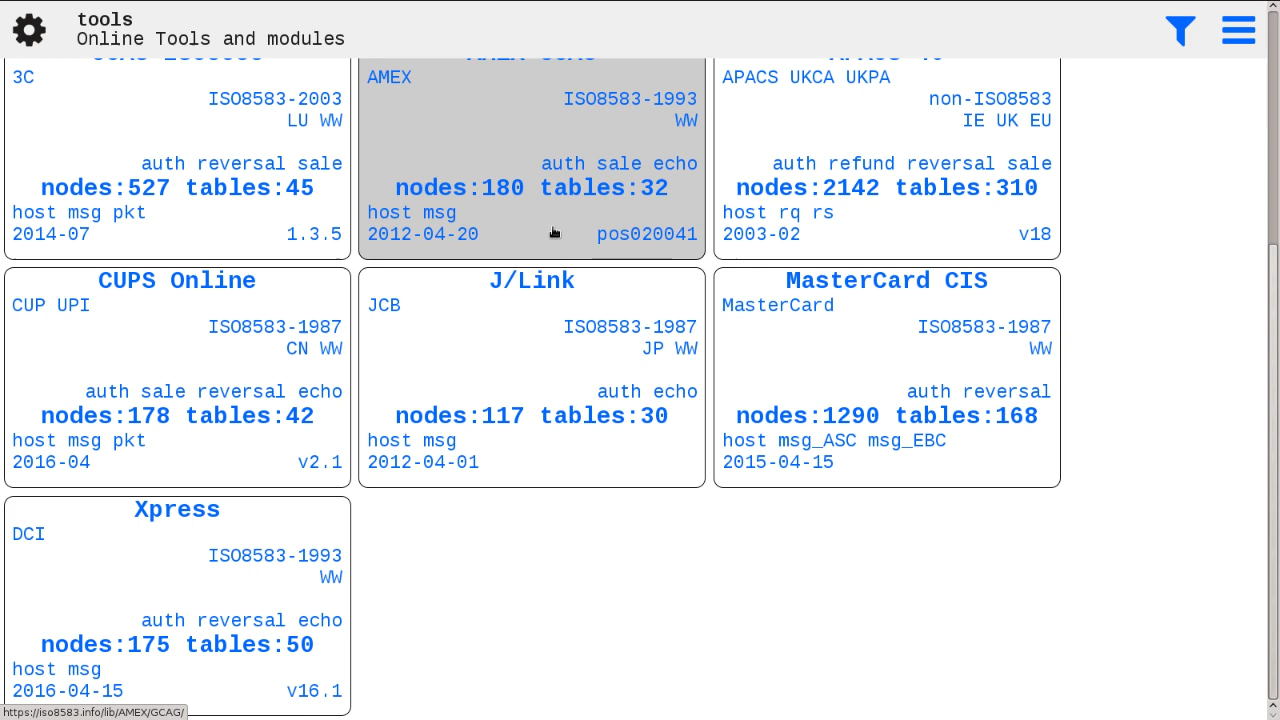 tools
Online Tools and modules
3C
ISO8583-2003
LU WW
auth reversal sale
nodes:527 tables:45
host msg pkt
2014-07 1.3.5
AMEX
ISO8583-1993
WW
auth sale echo
nodes:180 tables:32
host msg
2012-04-20 pos020041
APACS UKCA UKPA
non-ISO8583
IE UK EU
auth refund reversal sale
nodes:2142 tables:310
host rq rs
2003-02 v18
CUPS Online
CUP UPI
ISO8583-1987
CN WW
auth sale reversal echo
nodes:178 tables:42
host msg pkt
2016-04 v2.1
J/Link
JCB
ISO8583-1987
JP WW
auth echo
nodes:117 tables:30
host msg
2012-04-01
MasterCard CIS
MasterCard
ISO8583-1987
WW
auth reversal
nodes:1290 tables:168
host msg_ASC msg_EBC
2015-04-15
Xpress
DCI
ISO8583-1993
WW
auth reversal echo
nodes:175 tables:50
host msg
2016-04-15 v16.1
https://iso8583.info/lib/AMEX/GCAG/